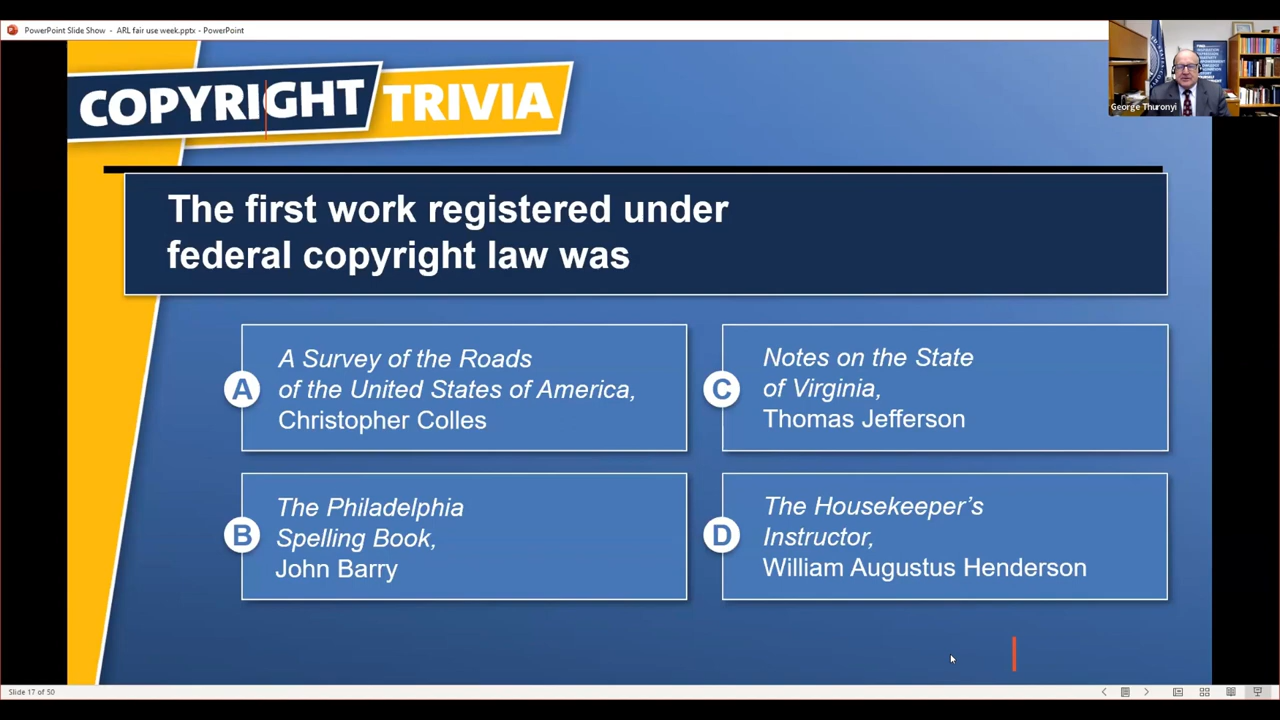 PowerPoint Slide Show - ARL fair use week.pptx - PowerPoint
George Thuronyi
COPYRIGHT TRIVIA
The first work registered under
federal copyright law was
A
A Survey of the Roads
of the United States of America,
Christopher Colles
B
The Philadelphia
Spelling Book,
John Barry
C
Notes on the State
of Virginia,
Thomas Jefferson
D
The Housekeeper’s
Instructor,
William Augustus Henderson
Slide 17 of 50